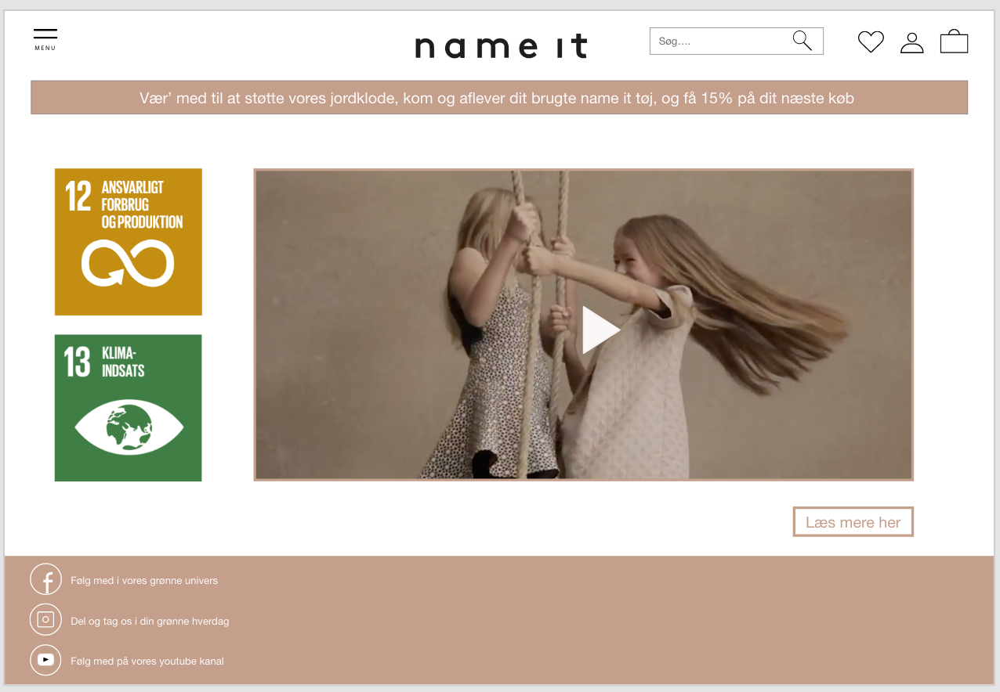 MENU
name it
Søg....
Vær’ med til at støtte vores jordklode, kom og aflever dit brugte name it tøj, og få 15% på dit næste køb
12 ANSVARLIGT
FORBRUG
OG PRODUKTION
13 KLIMA-
INDSATS
Læs mere her
Følg med i vores grønne univers
Del og tag os i din grønne hverdag
Følg med på vores youtube kanal